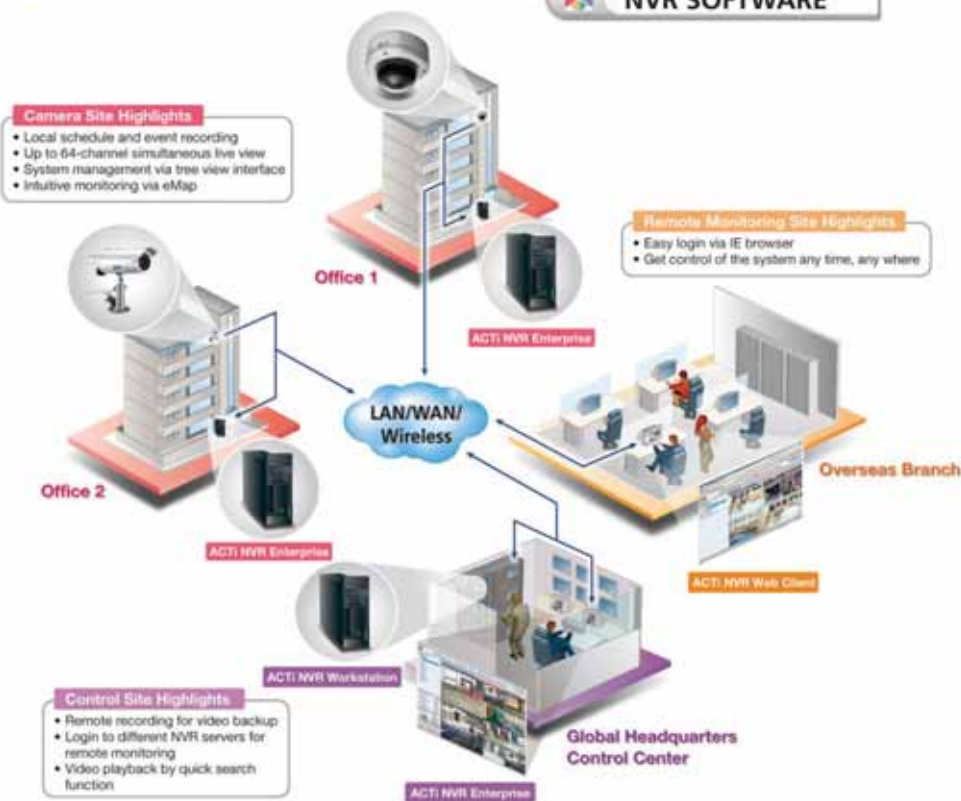 NVR SOFTWARE
Camera Site Highlights
• Local schedule and event recording
• Up to 64-channel simultaneous live view
• System management via tree view interface
• Intuitive monitoring via eMap
Office 1
ACTi NVR Enterprise
Remote Monitoring Site Highlights
• Easy login via IE browser
• Get control of the system any time, any where
LAN/WAN/
Wireless
Office 2
ACTi NVR Enterprise
Overseas Branch
ACTi NVR Web Client
ACTi NVR Workstation
Control Site Highlights
• Remote recording for video backup
• Login to different NVR servers for
remote monitoring
• Video playback by quick search
function
Global Headquarters
Control Center
ACTi NVR Enterprise